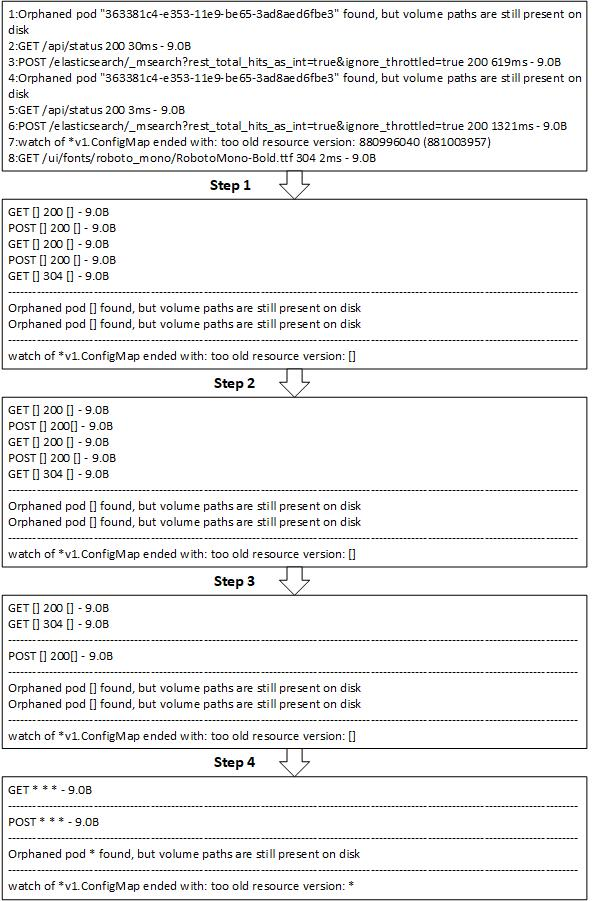 1:Orphaned pod "363381c4-e353-11e9-be65-3ad8aed6fbe3" found, but volume paths are still present on
disk
2:GET /api/status 200 30ms - 9.0B
3:POST /elasticsearch/_msearch?rest_total_hits_as_int=true&ignore_throttled=true 200 619ms - 9.0B
4:Orphaned pod "363381c4-e353-11e9-be65-3ad8aed6fbe3" found, but volume paths are still present on
disk
5:GET /api/status 200 3ms - 9.0B
6:POST /elasticsearch/_msearch?rest_total_hits_as_int=true&ignore_throttled=true 200 1321ms - 9.0B
7:watch of *v1.ConfigMap ended with: too old resource version: 880996040 (881003957)
8:GET /ui/fonts/roboto_mono/RobotoMono-Bold.ttf 304 2ms - 9.0B
Step 1
GET [] 200 [] - 9.0B
POST [] 200 [] - 9.0B
GET [] 200 [] - 9.0B
POST [] 200 [] - 9.0B
GET [] 304 [] - 9.0B
Orphaned pod [] found, but volume paths are still present on disk
Orphaned pod [] found, but volume paths are still present on disk
watch of *v1.ConfigMap ended with: too old resource version: []
Step 2
GET [] 200 [] - 9.0B
POST [] 200[] - 9.0B
GET [] 200 [] - 9.0B
POST [] 200 [] - 9.0B
GET [] 304 [] - 9.0B
Orphaned pod [] found, but volume paths are still present on disk
Orphaned pod [] found, but volume paths are still present on disk
watch of *v1.ConfigMap ended with: too old resource version: []
Step 3
GET [] 200 [] - 9.0B
GET [] 304 [] - 9.0B
POST [] 200[] - 9.0B
Orphaned pod [] found, but volume paths are still present on disk
Orphaned pod [] found, but volume paths are still present on disk
watch of *v1.ConfigMap ended with: too old resource version: []
Step 4
GET * * * - 9.0B
POST * * * - 9.0B
Orphaned pod * found, but volume paths are still present on disk
watch of *v1.ConfigMap ended with: too old resource version: *